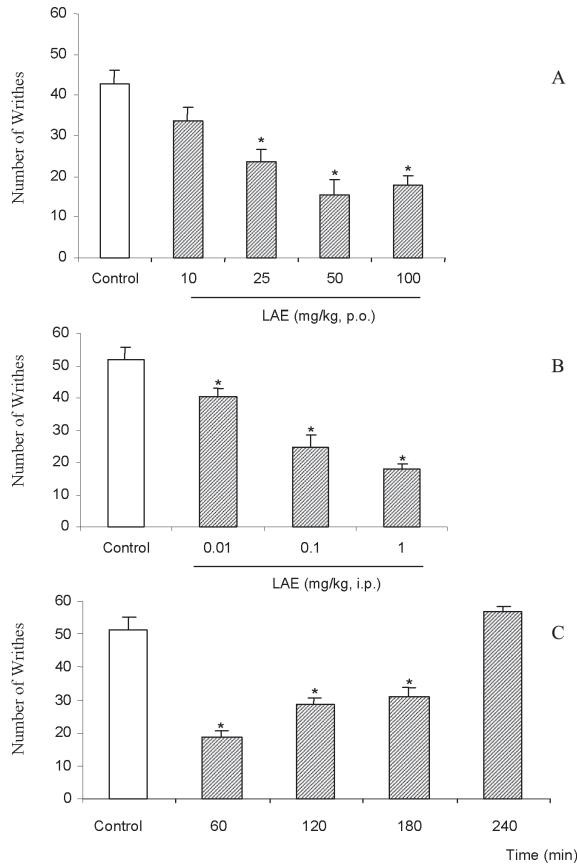 60
50
40
30
20
10
0
Number of Writhes
A
*
*
*
Control 10 25 50 100
LAE (mg/kg, p.o.)
60
50
40
30
20
10
0
Number of Writhes
B
*
*
*
Control 0.01 0.1 1
LAE (mg/kg, i.p.)
60
50
40
30
20
10
0
Number of Writhes
C
*
*
*
Control 60 120 180 240
Time (min)